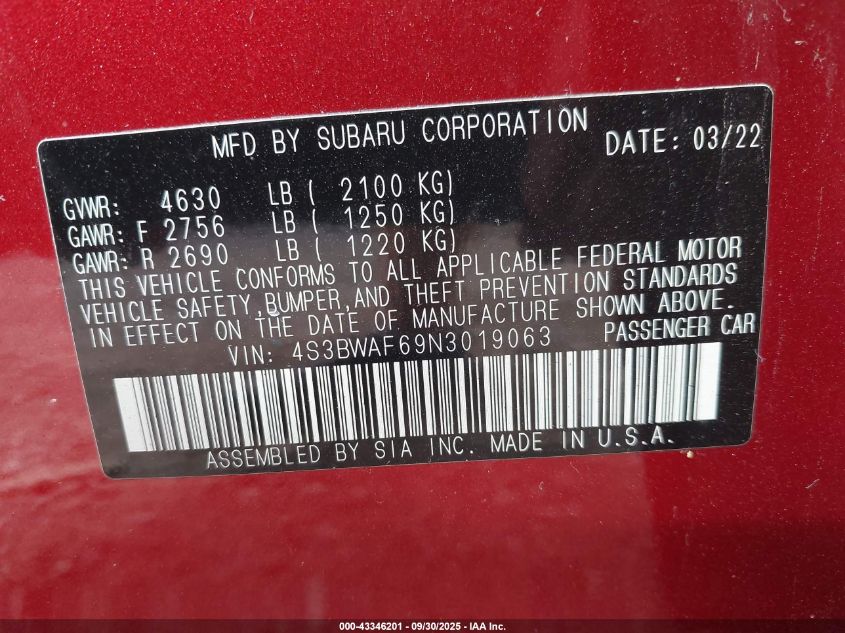 MFD BY SUBARU CORPORATION DATE: 03/22
GVWR: 4630 LB ( 2100 KG)
GAWR: F 2756 LB ( 1250 KG)
GAWR: R 2690 LB ( 1220 KG)
THIS VEHICLE CONFORMS TO ALL APPLICABLE FEDERAL MOTOR
VEHICLE SAFETY,BUMPER,AND THEFT PREVENTION STANDARDS
IN EFFECT ON THE DATE OF MANUFACTURE SHOWN ABOVE.
VIN: 4S3BWAF69N3019063 PASSENGER CAR
ASSEMBLED BY SIA INC. MADE IN U.S.A.
000-43346201 - 09/30/2025 - IAA Inc.